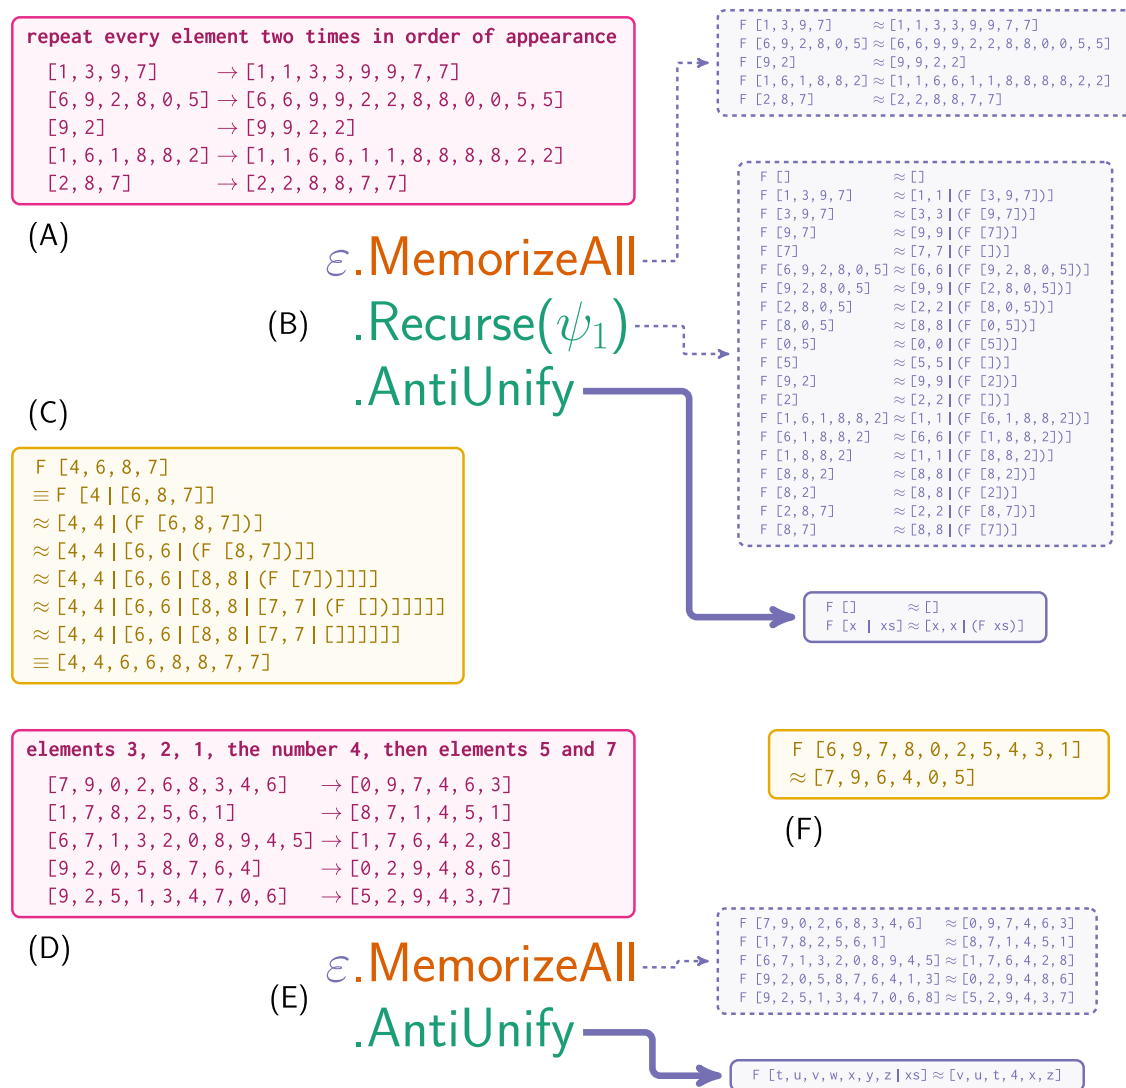 repeat every element two times in order of appearance
[1,3,9,7] → [1,1,3,3,9,9,7,7]
[6,9,2,8,0,5] → [6,6,9,9,2,2,8,8,0,0,5,5]
[9,2] → [9,9,2,2]
[1,6,1,8,8,2] → [1,1,6,6,1,1,8,8,8,8,2,2]
[2,8,7] → [2,2,8,8,7,7]
(A)
F [1,3,9,7] ≈ [1,1,3,3,9,9,7,7]
F [6,9,2,8,0,5] ≈ [6,6,9,9,2,2,8,8,0,0,5,5]
F [9,2] ≈ [9,9,2,2]
F [1,6,1,8,8,2] ≈ [1,1,6,6,1,1,8,8,8,8,2,2]
F [2,8,7] ≈ [2,2,8,8,7,7]
ε.MemorizeAll
(B)
.Recurse(ψ₁)
.AntiUnify
F [] ≈ []
F [1,3,9,7] ≈ [1,1|(F [3,9,7])]
F [3,9,7] ≈ [3,3|(F [9,7])]
F [9,7] ≈ [9,9|(F [7])]
F [7] ≈ [7,7|(F [])]
F [6,9,2,8,0,5] ≈ [6,6|(F [9,2,8,0,5])]
F [9,2,8,0,5] ≈ [9,9|(F [2,8,0,5])]
F [2,8,0,5] ≈ [2,2|(F [8,0,5])]
F [8,0,5] ≈ [8,8|(F [0,5])]
F [0,5] ≈ [0,0|(F [5])]
F [5] ≈ [5,5|(F [])]
F [9,2] ≈ [9,9|(F [2])]
F [2] ≈ [2,2|(F [])]
F [1,6,1,8,8,2] ≈ [1,1|(F [6,1,8,8,2])]
F [6,1,8,8,2] ≈ [6,6|(F [1,8,8,2])]
F [1,8,8,2] ≈ [1,1|(F [8,8,2])]
F [8,8,2] ≈ [8,8|(F [8,2])]
F [8,2] ≈ [8,8|(F [2])]
F [2,8,7] ≈ [2,2|(F [8,7])]
F [8,7] ≈ [8,8|(F [7])]
F [] ≈ []
F [x | xs] ≈ [x,x|(F xs)]
(C)
F [4,6,8,7]
≡ F [4|[6,8,7]]
≈ [4,4|(F [6,8,7])]
≈ [4,4|[6,6|(F [8,7])]]
≈ [4,4|[6,6|[8,8|(F [7])]]]]
≈ [4,4|[6,6|[8,8|[7,7|(F [])]]]]]
≈ [4,4|[6,6|[8,8|[7,7|[]]]]]]
≡ [4,4,6,6,8,8,7,7]
elements 3, 2, 1, the number 4, then elements 5 and 7
[7,9,0,2,6,8,3,4,6] → [0,9,7,4,6,3]
[1,7,8,2,5,6,1] → [8,7,1,4,5,1]
[6,7,1,3,2,0,8,9,4,5] → [1,7,6,4,2,8]
[9,2,0,5,8,7,6,4] → [0,2,9,4,8,6]
[9,2,5,1,3,4,7,0,6] → [5,2,9,4,3,7]
(D)
F [6,9,7,8,0,2,5,4,3,1]
≈ [7,9,6,4,0,5]
(F)
ε.MemorizeAll
(E)
.AntiUnify
F [7,9,0,2,6,8,3,4,6] ≈ [0,9,7,4,6,3]
F [1,7,8,2,5,6,1] ≈ [8,7,1,4,5,1]
F [6,7,1,3,2,0,8,9,4,5] ≈ [1,7,6,4,2,8]
F [9,2,0,5,8,7,6,4,1,3] ≈ [0,2,9,4,8,6]
F [9,2,5,1,3,4,7,0,6,8] ≈ [5,2,9,4,3,7]
F [t,u,v,w,x,y,z|xs] ≈ [v,u,t,4,x,z]